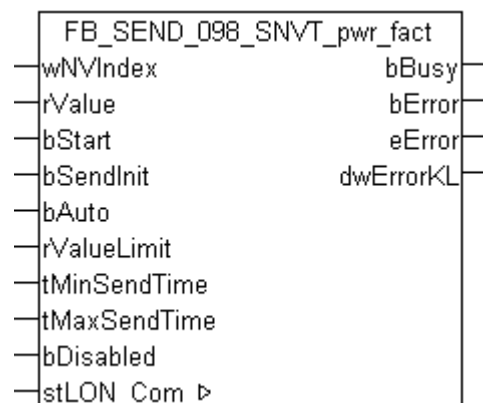 FB_SEND_098_SNVT_pwr_fact
wNVIndex bBusy
rValue bError
bStart eError
bSendInit dwErrorKL
bAuto
rValueLimit
tMinSendTime
tMaxSendTime
bDisabled
stLON_Com ▷